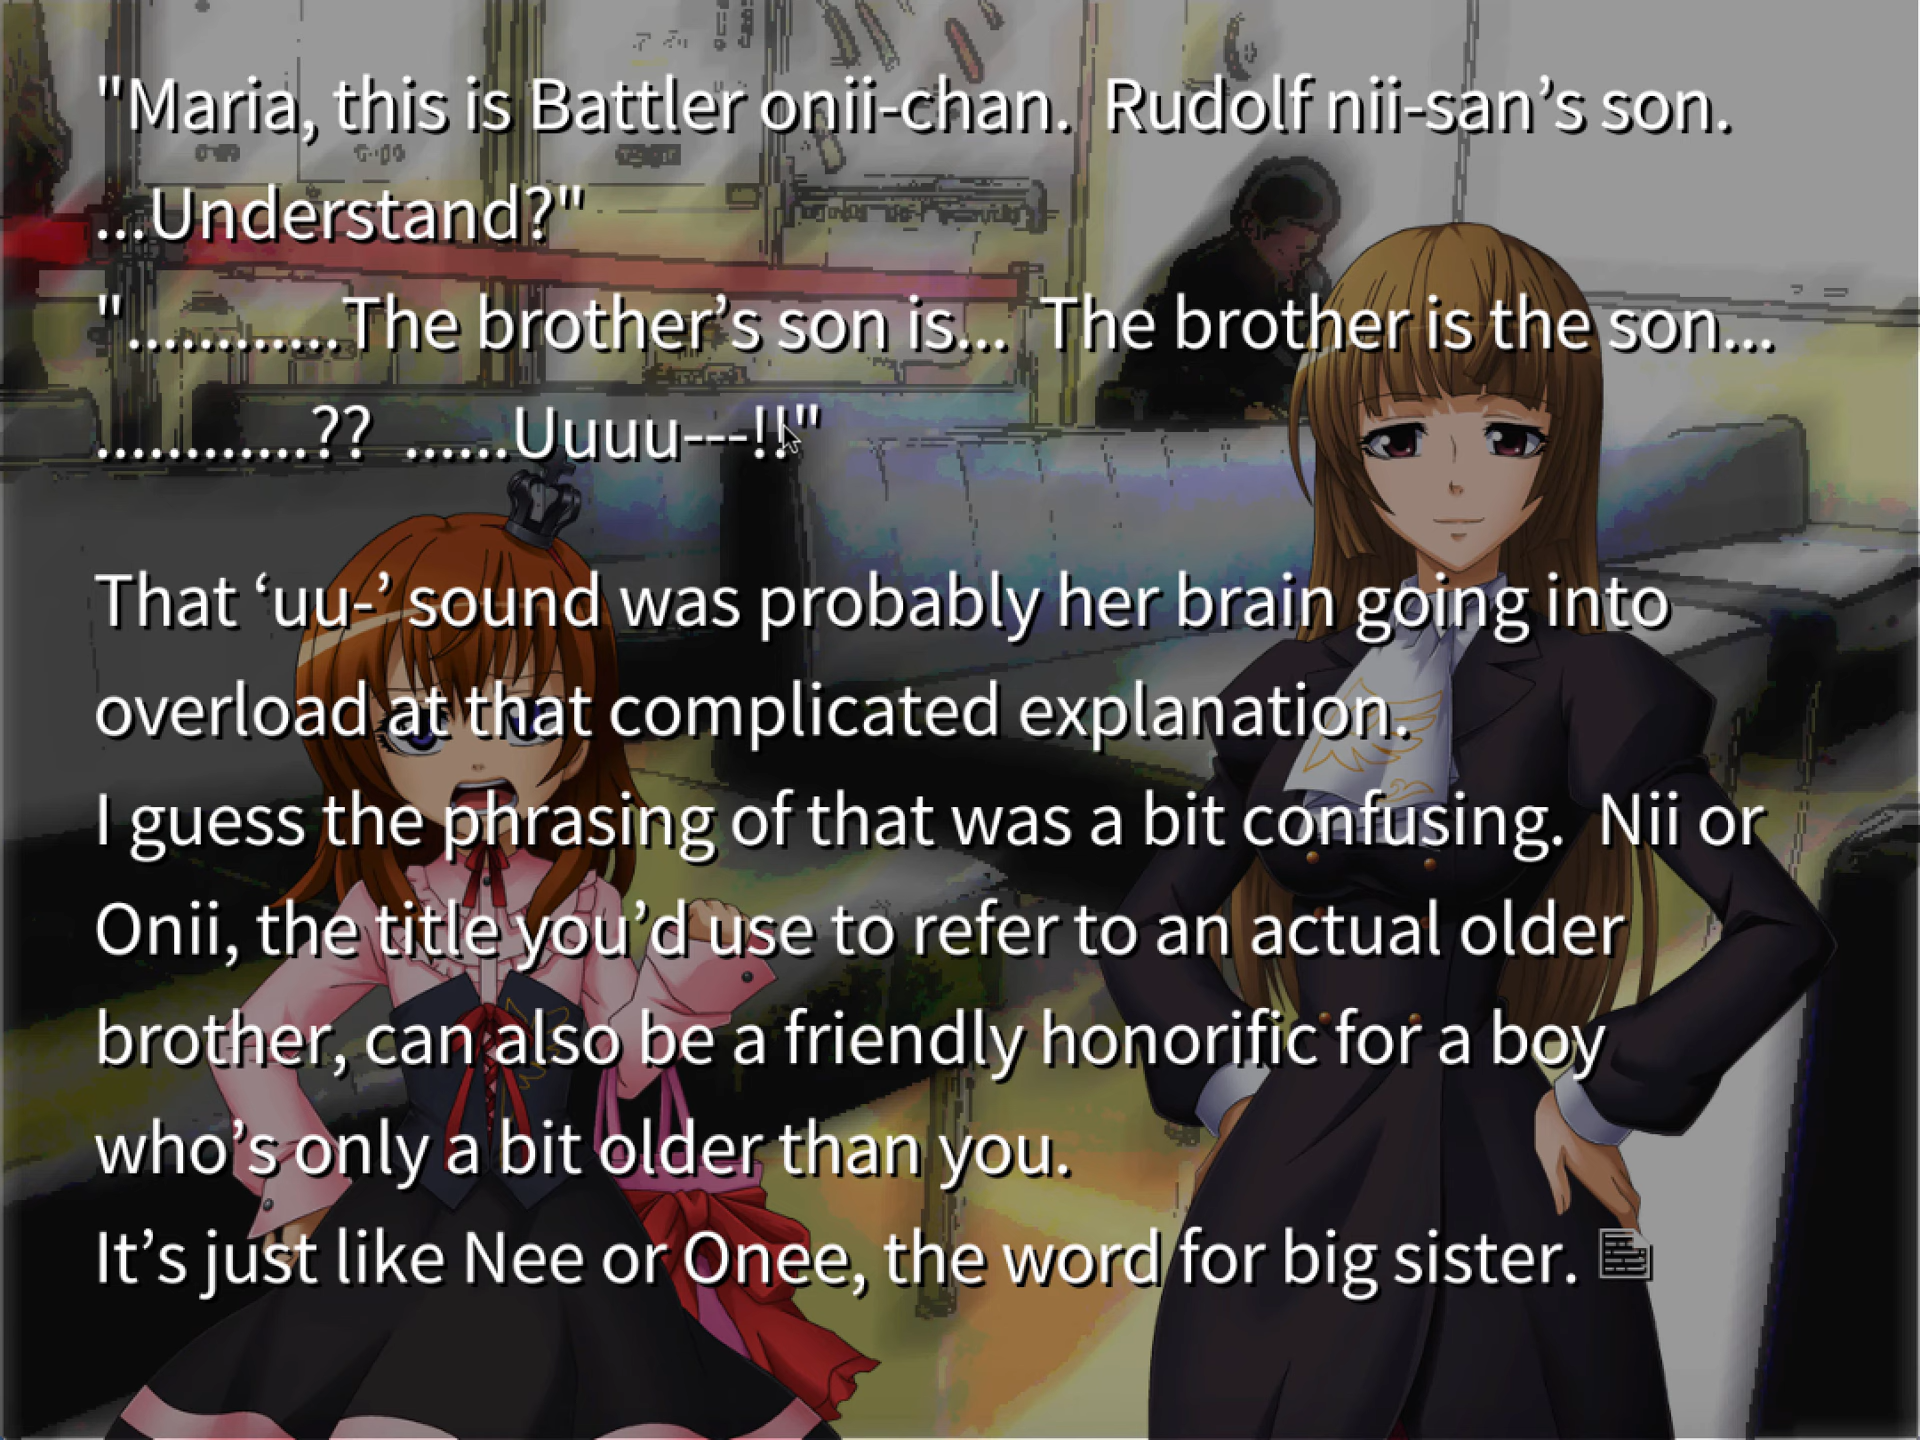 "Maria, this is Battler onii-chan.  Rudolf nii-san’s son.
...Understand?"
"............The brother’s son is...  The brother is the son...
.............??  ......Uuuu---!!"
That ‘uu-’ sound was probably her brain going into
overload at that complicated explanation.
I guess the phrasing of that was a bit confusing.  Nii or
Onii, the title you’d use to refer to an actual older
brother, can also be a friendly honorific for a boy
who’s only a bit older than you.
It’s just like Nee or Onee, the word for big sister.